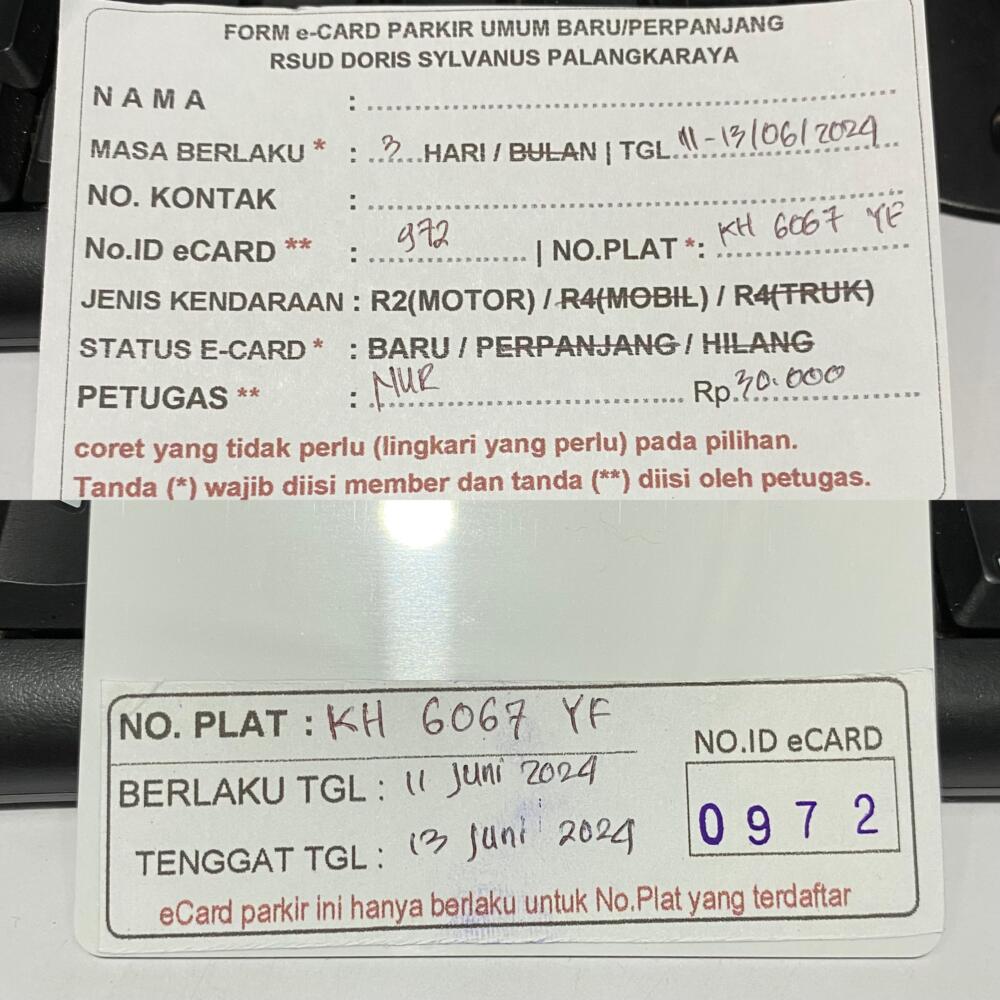 FORM e-CARD PARKIR UMUM BARU/PERPANJANG
RSUD DORIS SYLVANUS PALANGKARAYA
N A M A :
MASA BERLAKU * : 3 HARI / BULAN | TGL 11-13/06/2024
NO. KONTAK :
No.ID eCARD ** : 972 | NO.PLAT *: KH 6067 YF
JENIS KENDARAAN : R2(MOTOR) / R4(MOBIL) / R4(TRUK)
STATUS E-CARD * : BARU / PERPANJANG / HILANG
PETUGAS ** : NUR Rp.30.000
coret yang tidak perlu (lingkari yang perlu) pada pilihan.
Tanda (*) wajib diisi member dan tanda (**) diisi oleh petugas.
NO. PLAT : KH 6067 YF
BERLAKU TGL : 11 Juni 2024
TENGGAT TGL : 13 Juni 2024
NO.ID eCARD
0972
eCard parkir ini hanya berlaku untuk No.Plat yang terdaftar